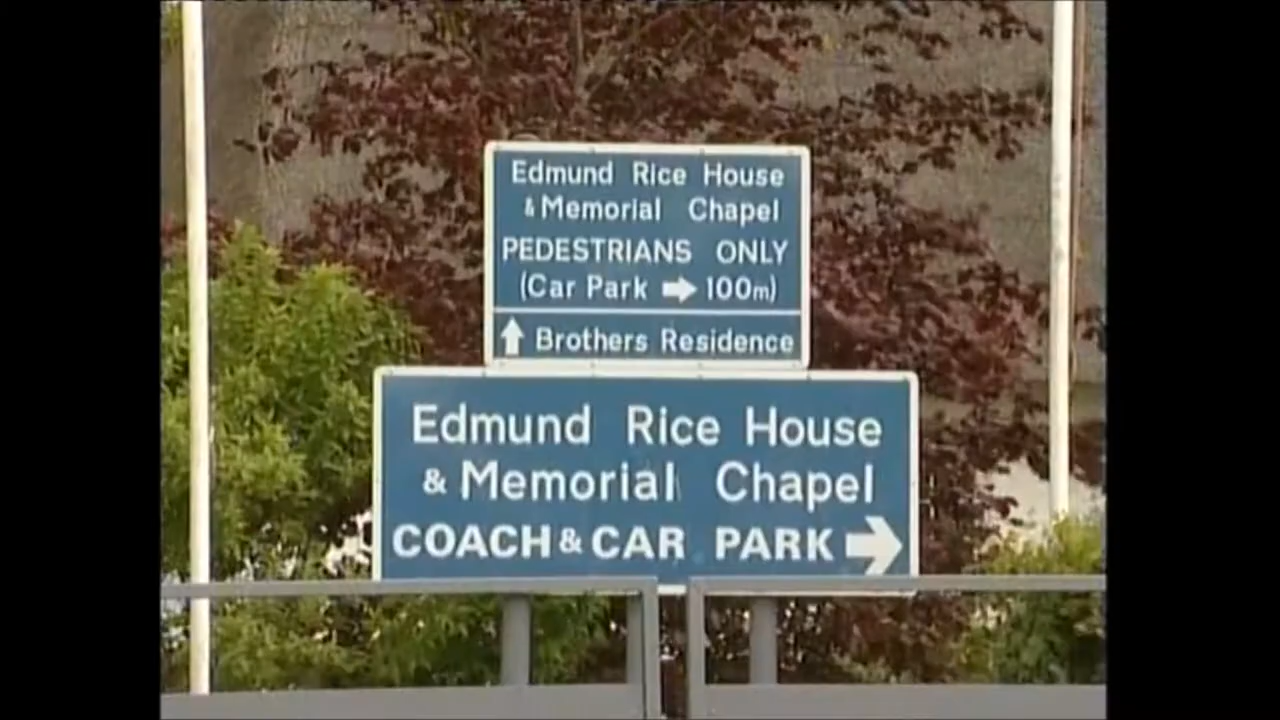 Edmund Rice House
& Memorial Chapel
PEDESTRIANS ONLY
(Car Park → 100m)
↑ Brothers Residence
Edmund Rice House
& Memorial Chapel
COACH & CAR PARK →